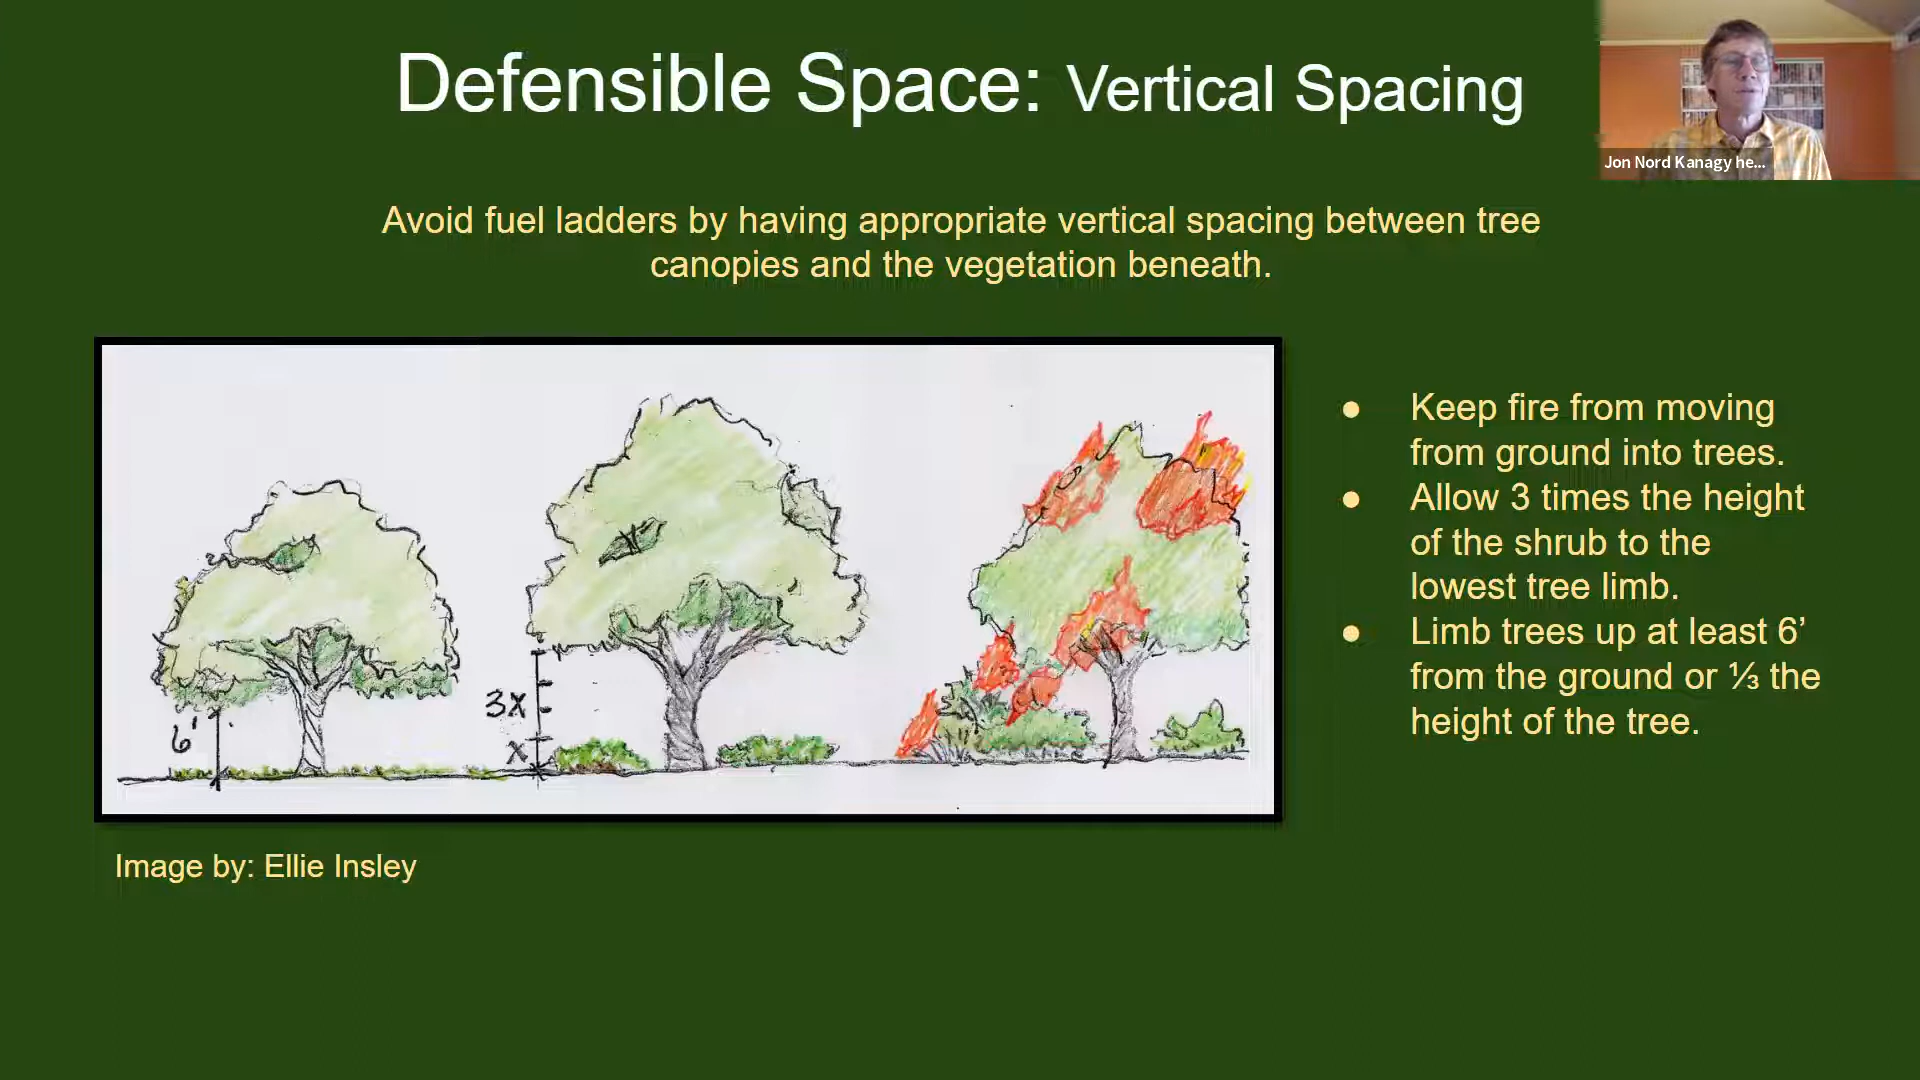 Defensible Space: Vertical Spacing
Jon Nord Kanagy he...
Avoid fuel ladders by having appropriate vertical spacing between tree
canopies and the vegetation beneath.
● Keep fire from moving
from ground into trees.
● Allow 3 times the height
of the shrub to the
lowest tree limb.
● Limb trees up at least 6’
from the ground or ⅓ the
height of the tree.
6'
3x
x
Image by: Ellie Insley